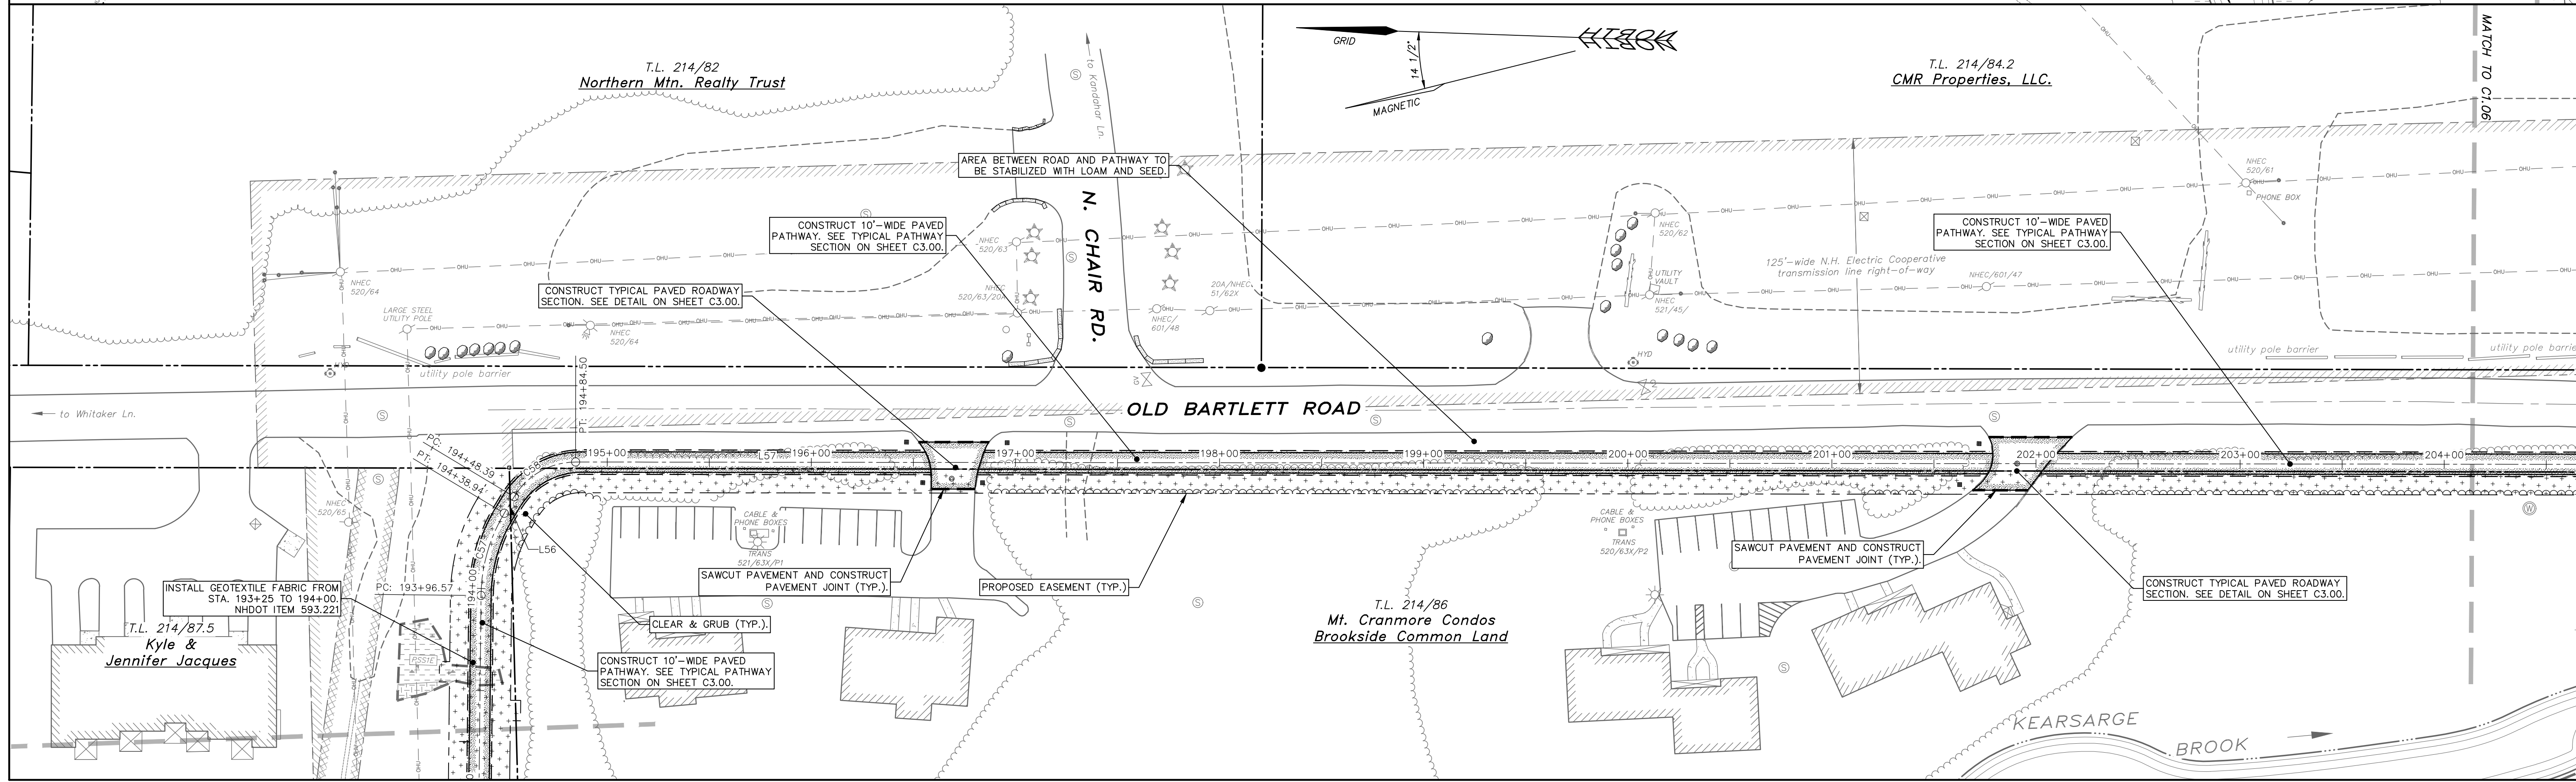 T.L. 214/82
Northern Mtn. Realty Trust
to Kandahar Ln.
GRID
NORTH
14 1/2°
MAGNETIC
T.L. 214/84.2
CMR Properties, LLC.
MATCH TO C1.06
AREA BETWEEN ROAD AND PATHWAY TO
BE STABILIZED WITH LOAM AND SEED.
CONSTRUCT 10'-WIDE PAVED
PATHWAY. SEE TYPICAL PATHWAY
SECTION ON SHEET C3.00.
CONSTRUCT TYPICAL PAVED ROADWAY
SECTION. SEE DETAIL ON SHEET C3.00.
N. CHAIR RD.
NHEC
520/63
NHEC
520/63/20A
NHEC/
601/48
20A/NHEC
51/62X
NHEC
520/62
UTILITY
VAULT
NHEC
521/45/
HYD
125'-wide N.H. Electric Cooperative
transmission line right-of-way
NHEC/601/47
NHEC
520/61
PHONE BOX
CONSTRUCT 10'-WIDE PAVED
PATHWAY. SEE TYPICAL PATHWAY
SECTION ON SHEET C3.00.
utility pole barrier
utility pole barrie
NHEC
520/64
LARGE STEEL
UTILITY POLE
NHEC
520/64
utility pole barrier
GV
PT: 194+84.50
to Whitaker Ln.
OLD BARTLETT ROAD
PC: 194+48.39
PT: 194+38.94
C58
195+00
L57
196+00
197+00
198+00
199+00
200+00
201+00
202+00
203+00
204+00
NHEC
520/65
C57
L56
194+00
PC: 193+96.57
CABLE &
PHONE BOXES
TRANS
521/63X/P1
CABLE &
PHONE BOXES
TRANS
520/63X/P2
INSTALL GEOTEXTILE FABRIC FROM
STA. 193+25 TO 194+00.
NHDOT ITEM 593.221
SAWCUT PAVEMENT AND CONSTRUCT
PAVEMENT JOINT (TYP.).
PROPOSED EASEMENT (TYP.)
SAWCUT PAVEMENT AND CONSTRUCT
PAVEMENT JOINT (TYP.).
CONSTRUCT TYPICAL PAVED ROADWAY
SECTION. SEE DETAIL ON SHEET C3.00.
T.L. 214/87.5
Kyle &
Jennifer Jacques
PSS1E
CLEAR & GRUB (TYP.).
CONSTRUCT 10'-WIDE PAVED
PATHWAY. SEE TYPICAL PATHWAY
SECTION ON SHEET C3.00.
T.L. 214/86
Mt. Cranmore Condos
Brookside Common Land
KEARSARGE
BROOK